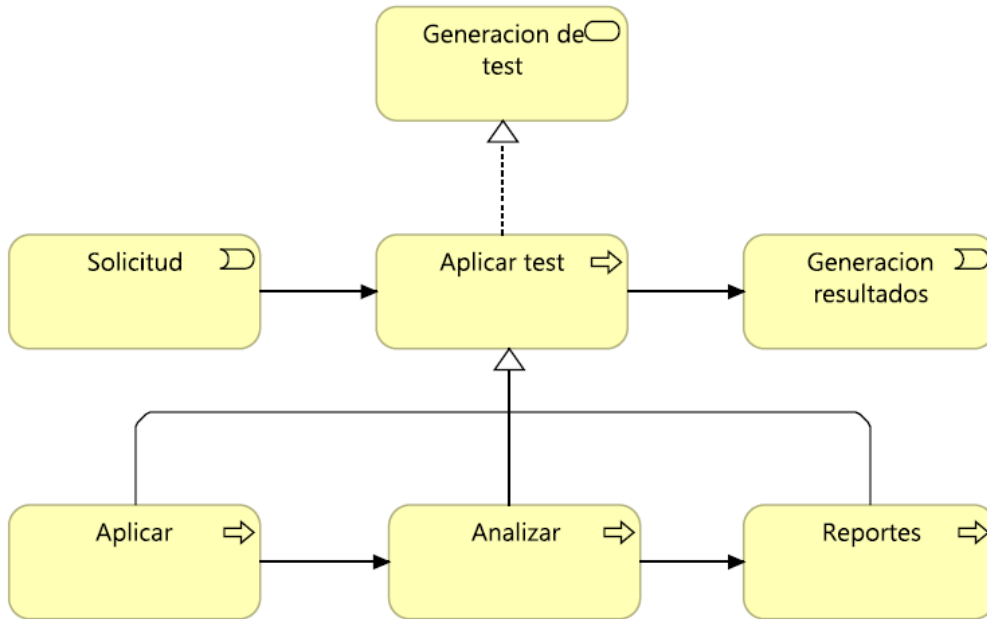 Generacion de
test
Solicitud
Aplicar test
Generacion
resultados
Aplicar
Analizar
Reportes